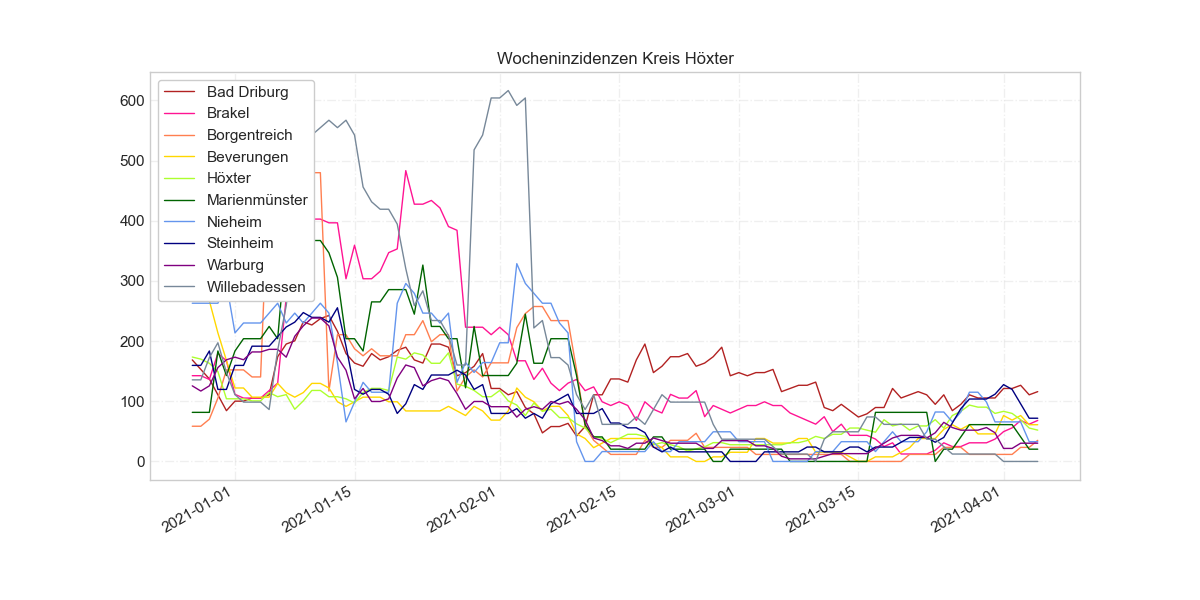 Wocheninzidenzen Kreis Höxter
Bad Driburg
Brakel
Borgentreich
Beverungen
Höxter
Marienmünster
Nieheim
Steinheim
Warburg
Willebadessen
600
500
400
300
200
100
0
2021-01-01
2021-01-15
2021-02-01
2021-02-15
2021-03-01
2021-03-15
2021-04-01